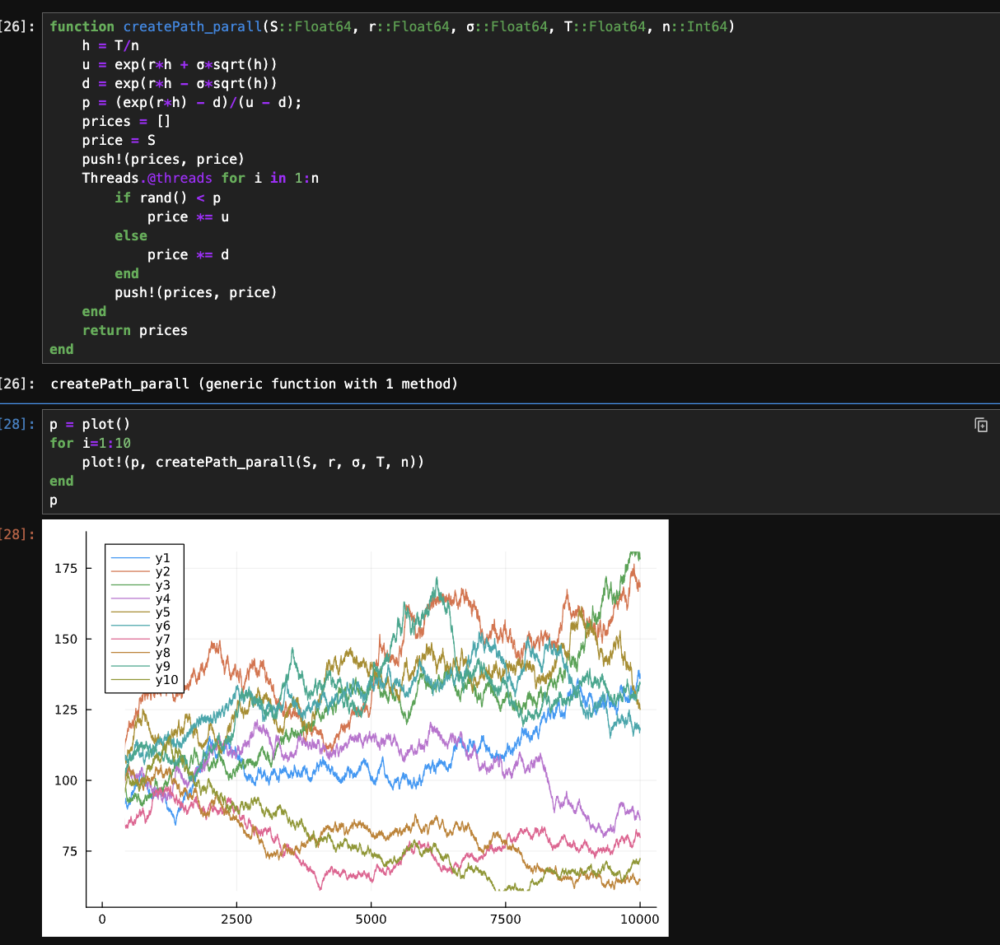 [26]:
function createPath_parall(S::Float64, r::Float64, σ::Float64, T::Float64, n::Int64)
    h = T/n
    u = exp(r*h + σ*sqrt(h))
    d = exp(r*h - σ*sqrt(h))
    p = (exp(r*h) - d)/(u - d);
    prices = []
    price = S
    push!(prices, price)
    Threads.@threads for i in 1:n
        if rand() < p
            price *= u
        else
            price *= d
        end
        push!(prices, price)
    end
    return prices
end
[26]: createPath_parall (generic function with 1 method)
[28]:
p = plot()
for i=1:10
    plot!(p, createPath_parall(S, r, σ, T, n))
end
p
[28]:
y1
y2
y3
y4
y5
y6
y7
y8
y9
y10
175
150
125
100
75
0 2500 5000 7500 10000